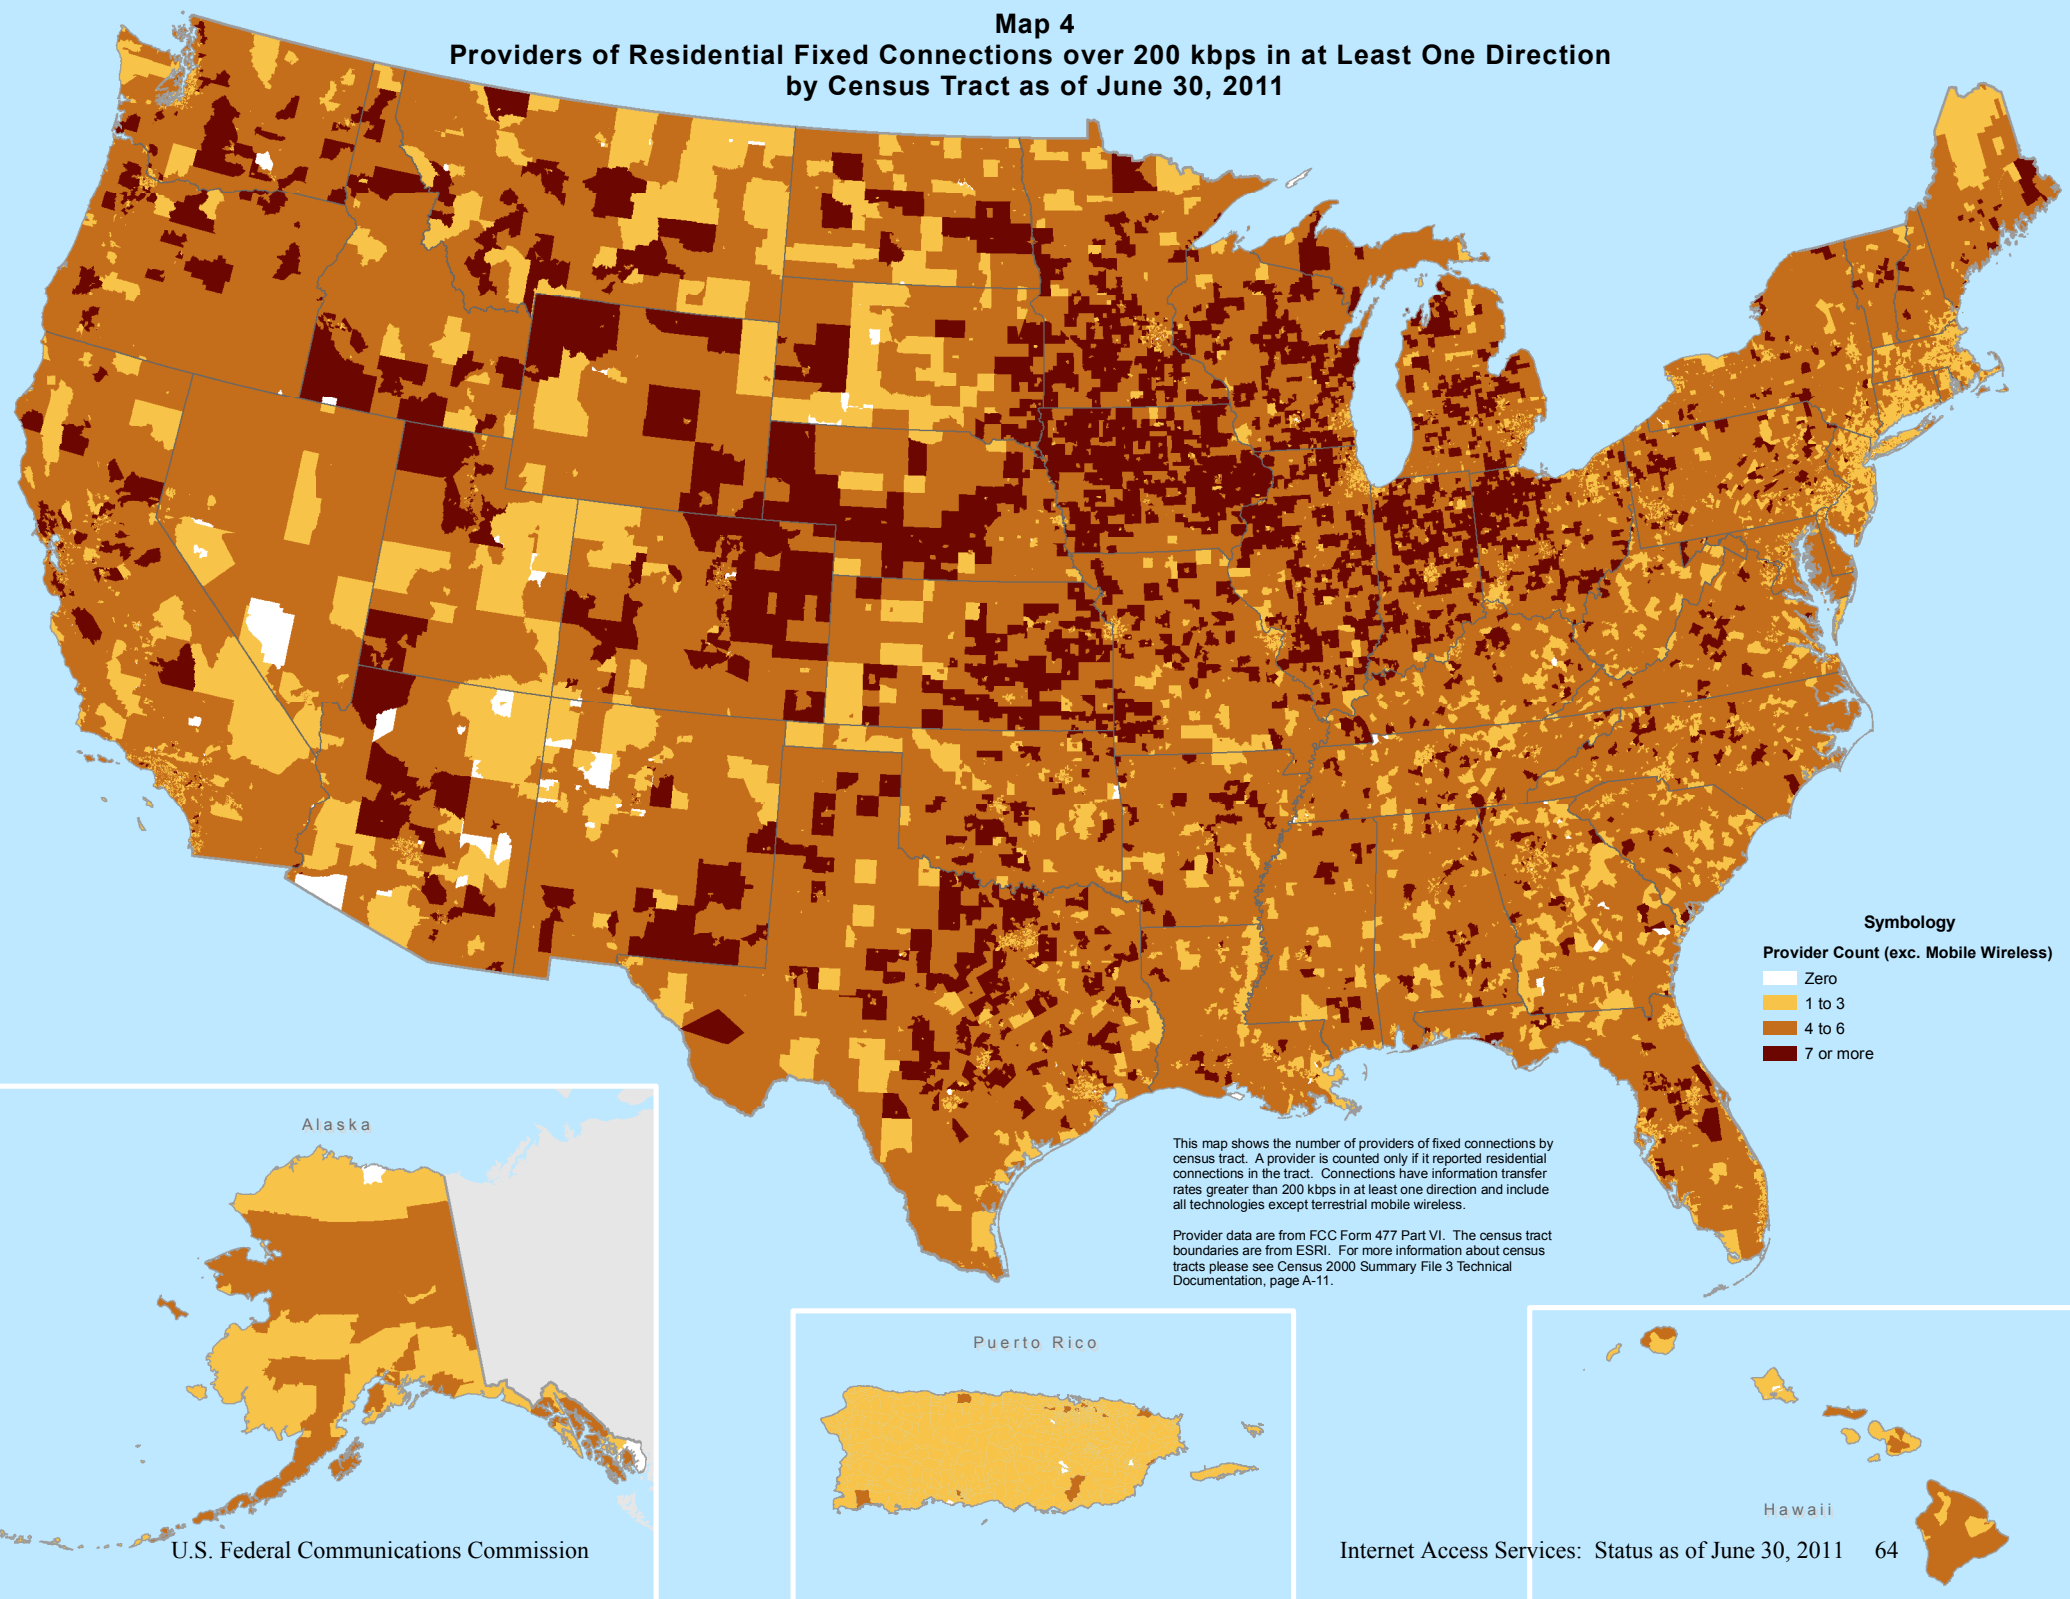 Map 4
Providers of Residential Fixed Connections over 200 kbps in at Least One Direction
by Census Tract as of June 30, 2011
Symbology
Provider Count (exc. Mobile Wireless)
Zero
1 to 3
4 to 6
7 or more
This map shows the number of providers of fixed connections by
census tract. A provider is counted only if it reported residential
connections in the tract. Connections have information transfer
rates greater than 200 kbps in at least one direction and include
all technologies except terrestrial mobile wireless.
Provider data are from FCC Form 477 Part VI. The census tract
boundaries are from ESRI. For more information about census
tracts please see Census 2000 Summary File 3 Technical
Documentation, page A-11.
Alaska
Puerto Rico
Hawaii
U.S. Federal Communications Commission
Internet Access Services: Status as of June 30, 2011 64